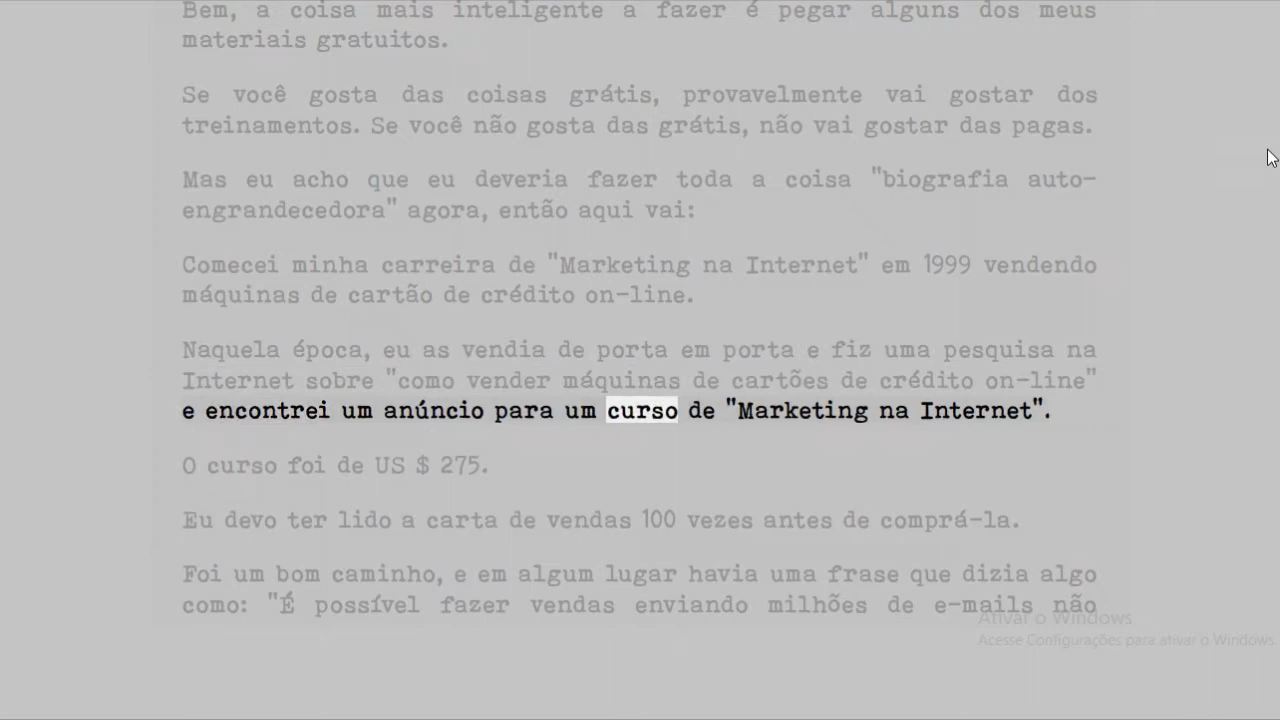 Bem, a coisa mais inteligente a fazer é pegar alguns dos meus
materiais gratuitos.
Se você gosta das coisas grátis, provavelmente vai gostar dos
treinamentos. Se você não gosta das grátis, não vai gostar das pagas.
Mas eu acho que eu deveria fazer toda a coisa "biografia auto-
engrandecedora" agora, então aqui vai:
Comecei minha carreira de "Marketing na Internet" em 1999 vendendo
máquinas de cartão de crédito on-line.
Naquela época, eu as vendia de porta em porta e fiz uma pesquisa na
Internet sobre "como vender máquinas de cartões de crédito on-line"
e encontrei um anúncio para um curso de "Marketing na Internet".
O curso foi de US $ 275.
Eu devo ter lido a carta de vendas 100 vezes antes de comprá-la.
Foi um bom caminho, e em algum lugar havia uma frase que dizia algo
como: "É possível fazer vendas enviando milhões de e-mails não
Ativar o Windows
Acesse Configurações para ativar o Windows.